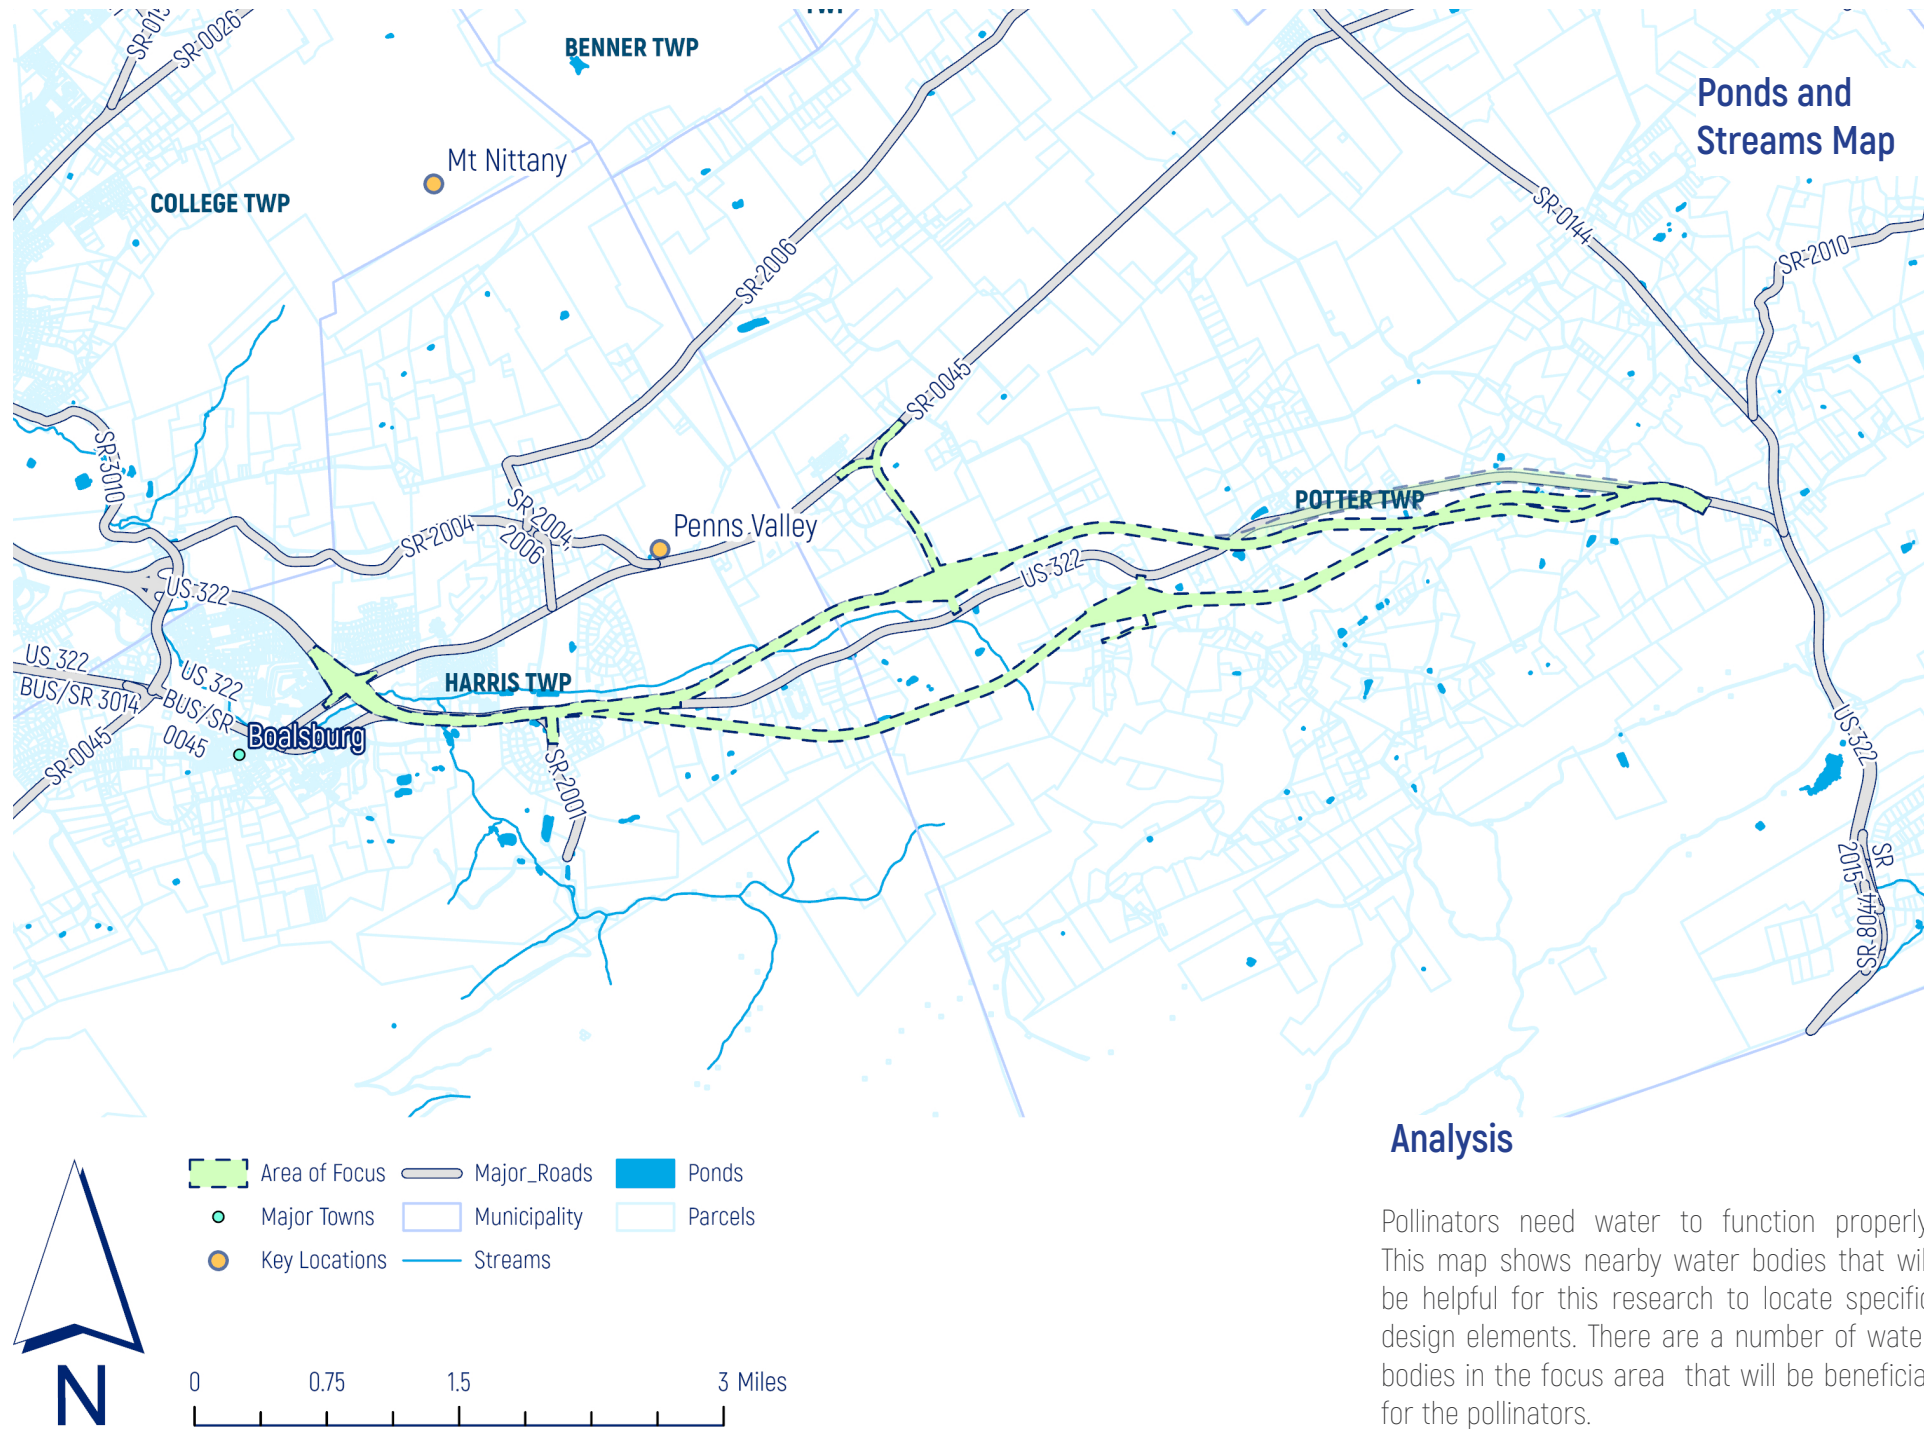 TWP
BENNER TWP
SR-0026
Ponds and
Streams Map
Mt Nittany
COLLEGE TWP
SR-0144
SR-2010
SR-2006
SR-0045
SR-3010
SR-2004
SR 2004,
2006
Penns Valley
POTTER TWP
US-322
US-322
US 322
BUS/SR 3014
US 322
BUS/SR
0045
HARRIS TWP
Boalsburg
SR-0045
SR-2001
US-322
SR
2015
SR-8044
Area of Focus
Major_Roads
Ponds
Major Towns
Municipality
Parcels
Key Locations
Streams
N
0 0.75 1.5 3 Miles
Analysis
Pollinators need water to function properly
This map shows nearby water bodies that wil
be helpful for this research to locate specific
design elements. There are a number of wate
bodies in the focus area that will be beneficia
for the pollinators.